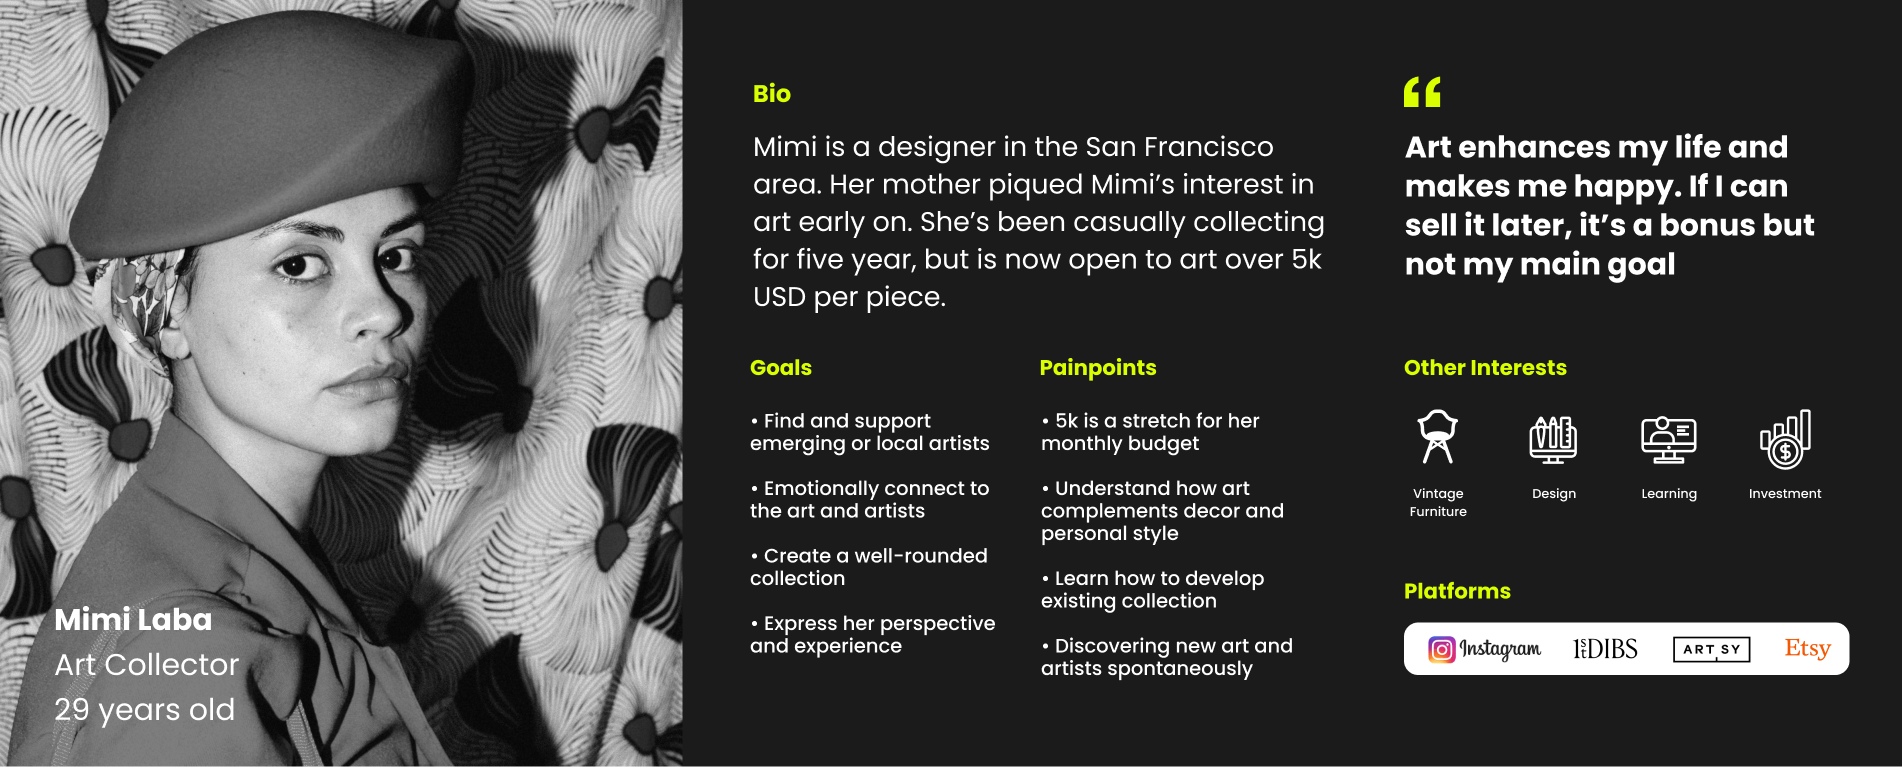 Mimi Laba
Art Collector
29 years old
Bio
Mimi is a designer in the San Francisco
area. Her mother piqued Mimi’s interest in
art early on. She’s been casually collecting
for five year, but is now open to art over 5k
USD per piece.
Goals
• Find and support
emerging or local artists
• Emotionally connect to
the art and artists
• Create a well-rounded
collection
• Express her perspective
and experience
Painpoints
• 5k is a stretch for her
monthly budget
• Understand how art
complements decor and
personal style
• Learn how to develop
existing collection
• Discovering new art and
artists spontaneously
“
Art enhances my life and
makes me happy. If I can
sell it later, it’s a bonus but
not my main goal
Other Interests
Vintage
Furniture
Design
Learning
$
Investment
Platforms
Instagram
1stDIBS
ARTSY
Etsy